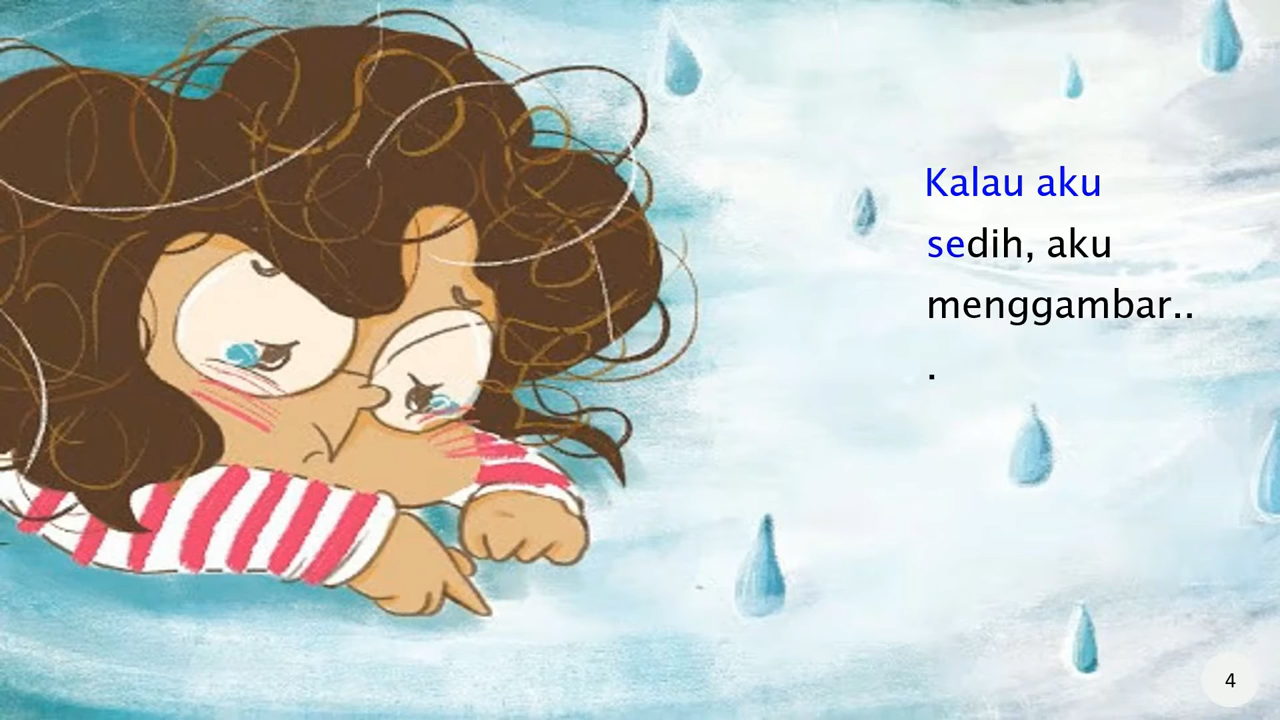 Kalau aku
sedih, aku
menggambar..
.
4